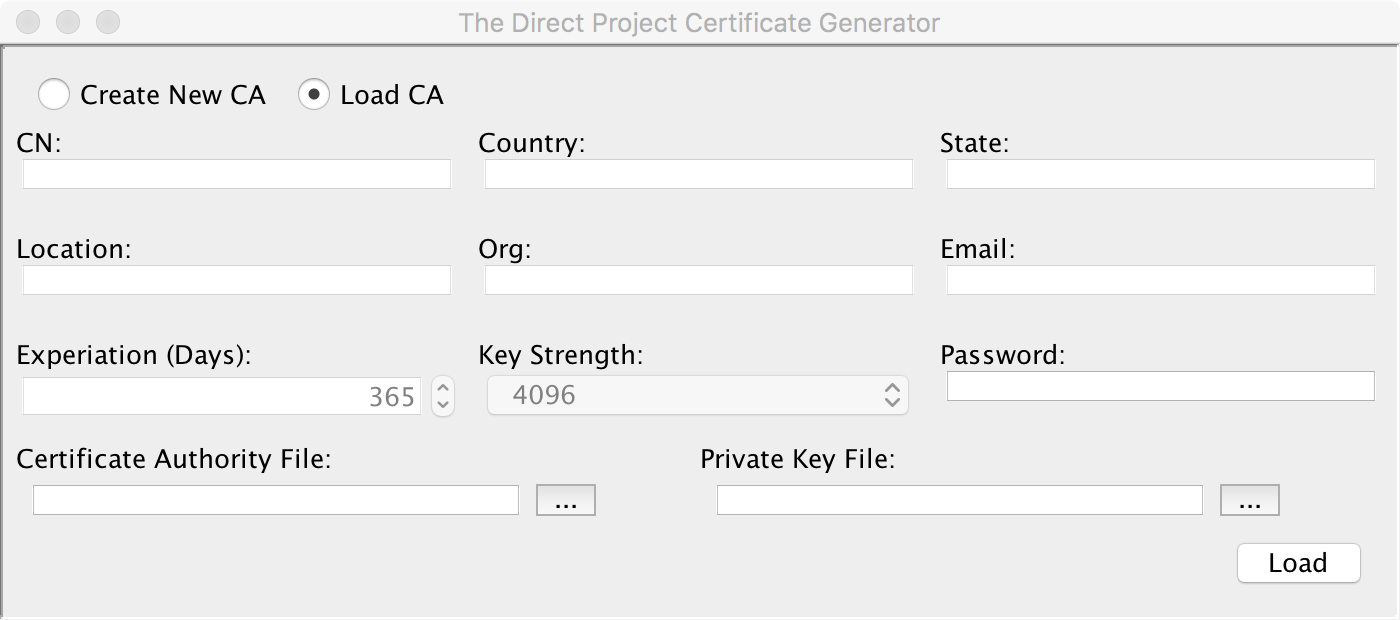 The Direct Project Certificate Generator
Create New CA Load CA
CN: Country: State:
Location: Org: Email:
Experiation (Days): Key Strength: Password:
365 4096
Certificate Authority File: Private Key File:
... ...
Load